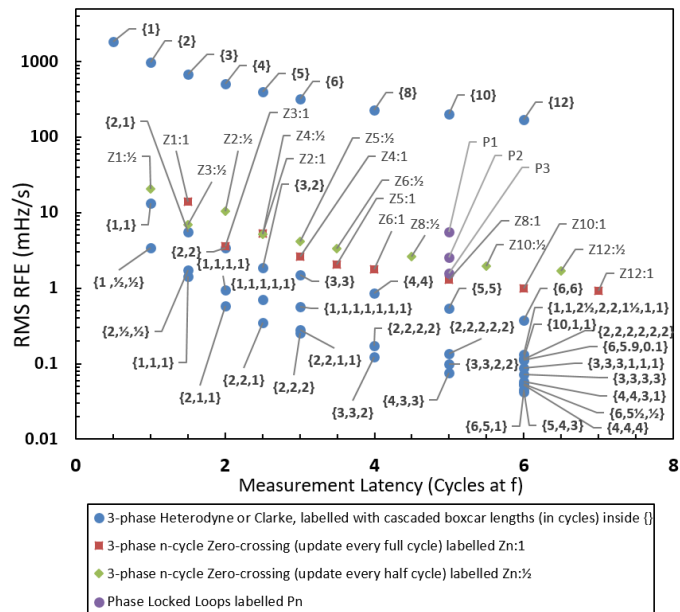 {1}
{2}
{3}
{4}
{5}
{6}
{8}
{10}
{12}
1000
100
10
1
0.1
0.01
RMS RFE (mHz/s)
{2,1}
Z1:1
Z3:½
Z2:½
Z3:1
Z4:½
Z2:1
{3,2}
Z5:½
Z4:1
Z6:½
Z5:1
Z6:1
Z8:½
P1
P2
P3
Z8:1
Z10:½
Z10:1
Z12:½
Z12:1
Z1:½
{1,1}
{1,½,½}
{2,½,½}
{1,1,1}
{2,2}
{1,1,1,1}
{1,1,1,1,1}
{2,1,1}
{2,2,1}
{3,3}
{1,1,1,1,1,1,1}
{2,2,1,1}
{2,2,2}
{4,4}
{2,2,2,2}
{3,3,2}
{5,5}
{2,2,2,2,2}
{3,3,2,2}
{4,3,3}
{6,6}
{1,1,2½,2,2,1½,1,1}
{10,1,1}
{2,2,2,2,2,2}
{6,5.9,0.1}
{3,3,3,1,1,1}
{3,3,3,3}
{4,4,3,1}
{6,5½,½}
{4,4,4}
{5,4,3}
{6,5,1}
0 2 4 6 8
Measurement Latency (Cycles at f)
3-phase Heterodyne or Clarke, labelled with cascaded boxcar lengths (in cycles) inside {}
3-phase n-cycle Zero-crossing (update every full cycle) labelled Zn:1
3-phase n-cycle Zero-crossing (update every half cycle) labelled Zn:½
Phase Locked Loops labelled Pn